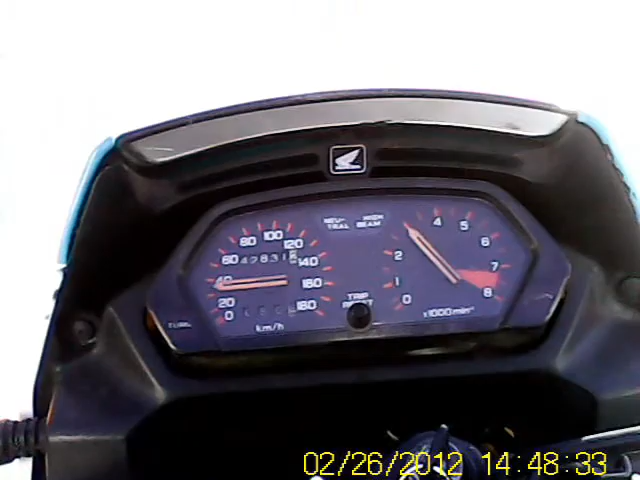 NEU-
TRAL
HIGH
BEAM
0
20
40
60
80
100
120
140
160
180
km/h
TURN
TRIP
RESET
0
1
2
4
5
6
7
8
x1000min⁻¹
02/26/2012 14:48:33